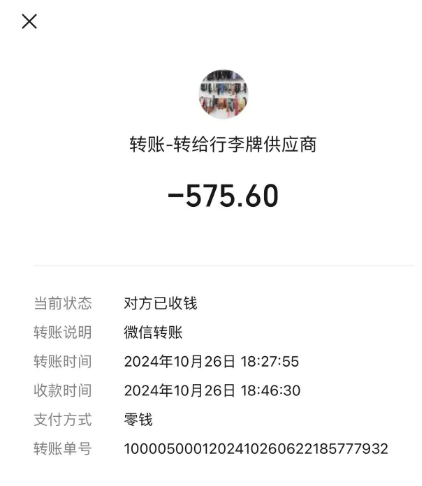 转账-转给行李牌供应商
-575.60
当前状态 对方已收钱
转账说明 微信转账
转账时间 2024年10月26日 18:27:55
收款时间 2024年10月26日 18:46:30
支付方式 零钱
转账单号 1000050001202410260622185777932